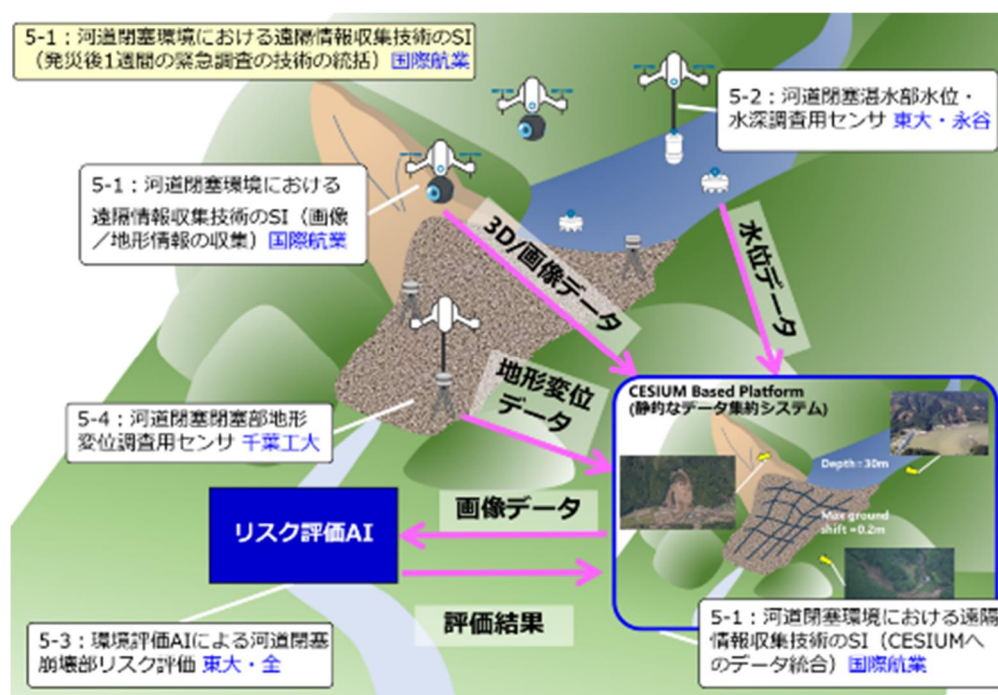 5-1：河道閉塞環境における遠隔情報収集技術のSI
（発災後1週間の緊急調査の技術の統括）国際航業
5-2：河道閉塞湛水部水位・
水深調査用センサ 東大・永谷
5-1：河道閉塞環境における
遠隔情報収集技術のSI（画像
／地形情報の収集）国際航業
3D/画像データ
水位データ
地形変位
データ
5-4：河道閉塞閉塞部地形
変位調査用センサ 千葉工大
CESIUM Based Platform
(静的なデータ集約システム)
Depth=30m
Max ground
shift =0.2m
画像データ
リスク評価AI
評価結果
5-3：環境評価AIによる河道閉塞
崩壊部リスク評価 東大・全
5-1：河道閉塞環境における遠隔
情報収集技術のSI（CESIUMへ
のデータ統合）国際航業